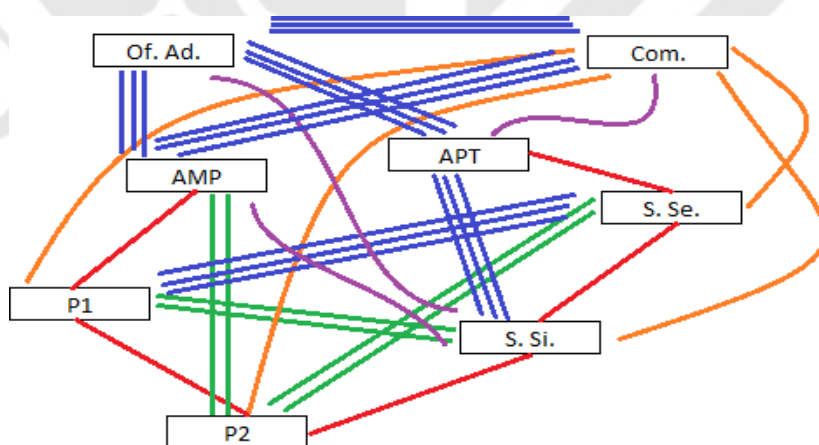 Of. Ad.
Com.
APT
AMP
S. Se.
P1
S. Si.
P2